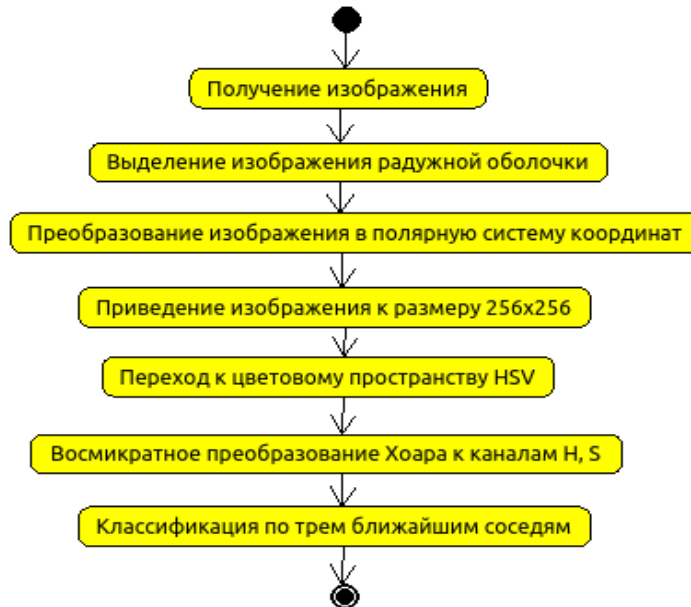 Получение изображения
Выделение изображения радужной оболочки
Преобразование изображения в полярную систему координат
Приведение изображения к размеру 256x256
Переход к цветовому пространству HSV
Восмикратное преобразование Хоара к каналам H, S
Классификация по трем ближайшим соседям